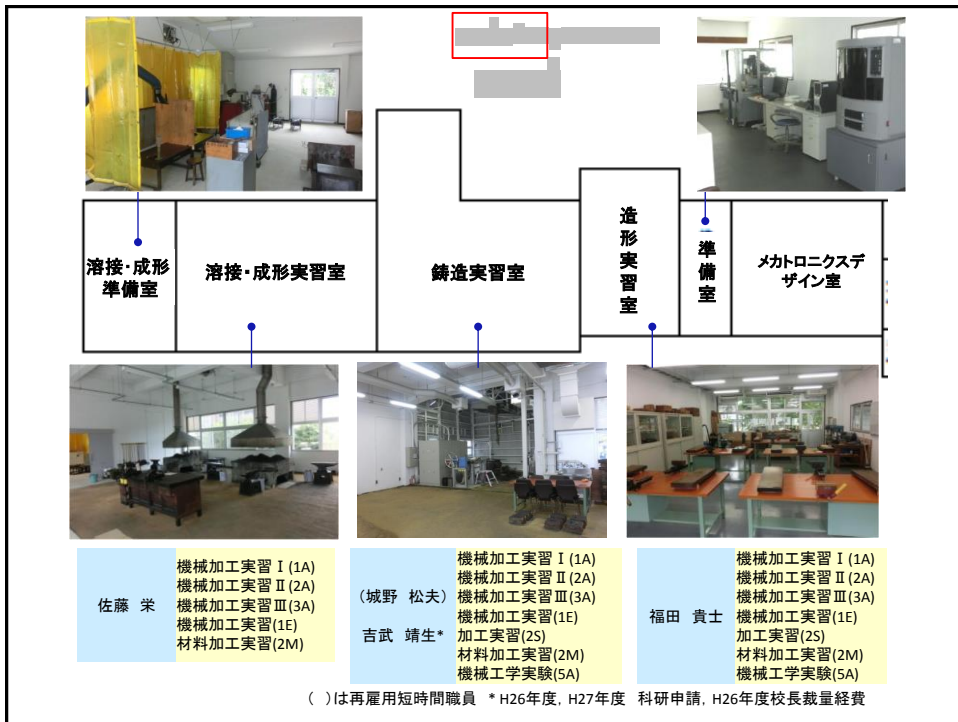 溶接・成形
準備室
溶接・成形実習室
鋳造実習室
造形実習室
準備室
メカトロニクスデ
ザイン室
佐藤 栄
機械加工実習Ⅰ(1A)
機械加工実習Ⅱ(2A)
機械加工実習Ⅲ(3A)
機械加工実習(1E)
材料加工実習(2M)
(城野 松夫)
吉武 靖生*
機械加工実習Ⅰ(1A)
機械加工実習Ⅱ(2A)
機械加工実習Ⅲ(3A)
機械加工実習(1E)
加工実習(2S)
材料加工実習(2M)
機械工学実験(5A)
福田 貴士
機械加工実習Ⅰ(1A)
機械加工実習Ⅱ(2A)
機械加工実習Ⅲ(3A)
機械加工実習(1E)
加工実習(2S)
材料加工実習(2M)
機械工学実験(5A)
( )は再雇用短時間職員 * H26年度, H27年度 科研申請, H26年度校長裁量経費